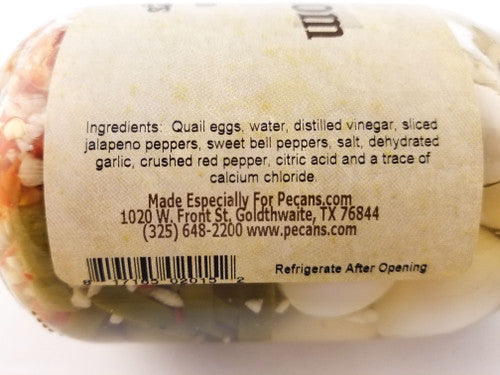 om
Ingredients: Quail eggs, water, distilled vinegar, sliced
jalapeno peppers, sweet bell peppers, salt, dehydrated
garlic, crushed red pepper, citric acid and a trace of
calcium chloride.
Made Especially For Pecans.com
1020 W. Front St, Goldthwaite, TX 76844
(325) 648-2200 www.pecans.com
Refrigerate After Opening